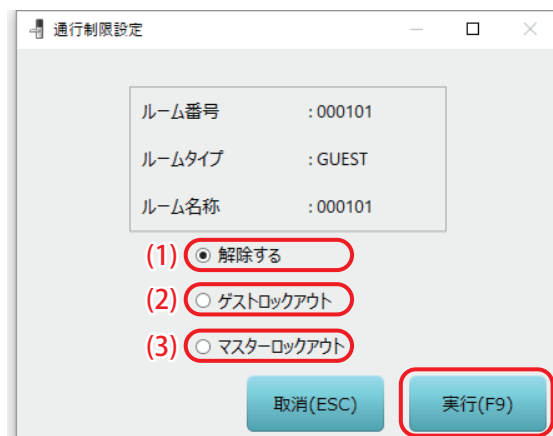 通行制限設定
ルーム番号 : 000101
ルームタイプ : GUEST
ルーム名称 : 000101
(1) 解除する
(2) ゲストロックアウト
(3) マスターロックアウト
取消(ESC) 実行(F9)